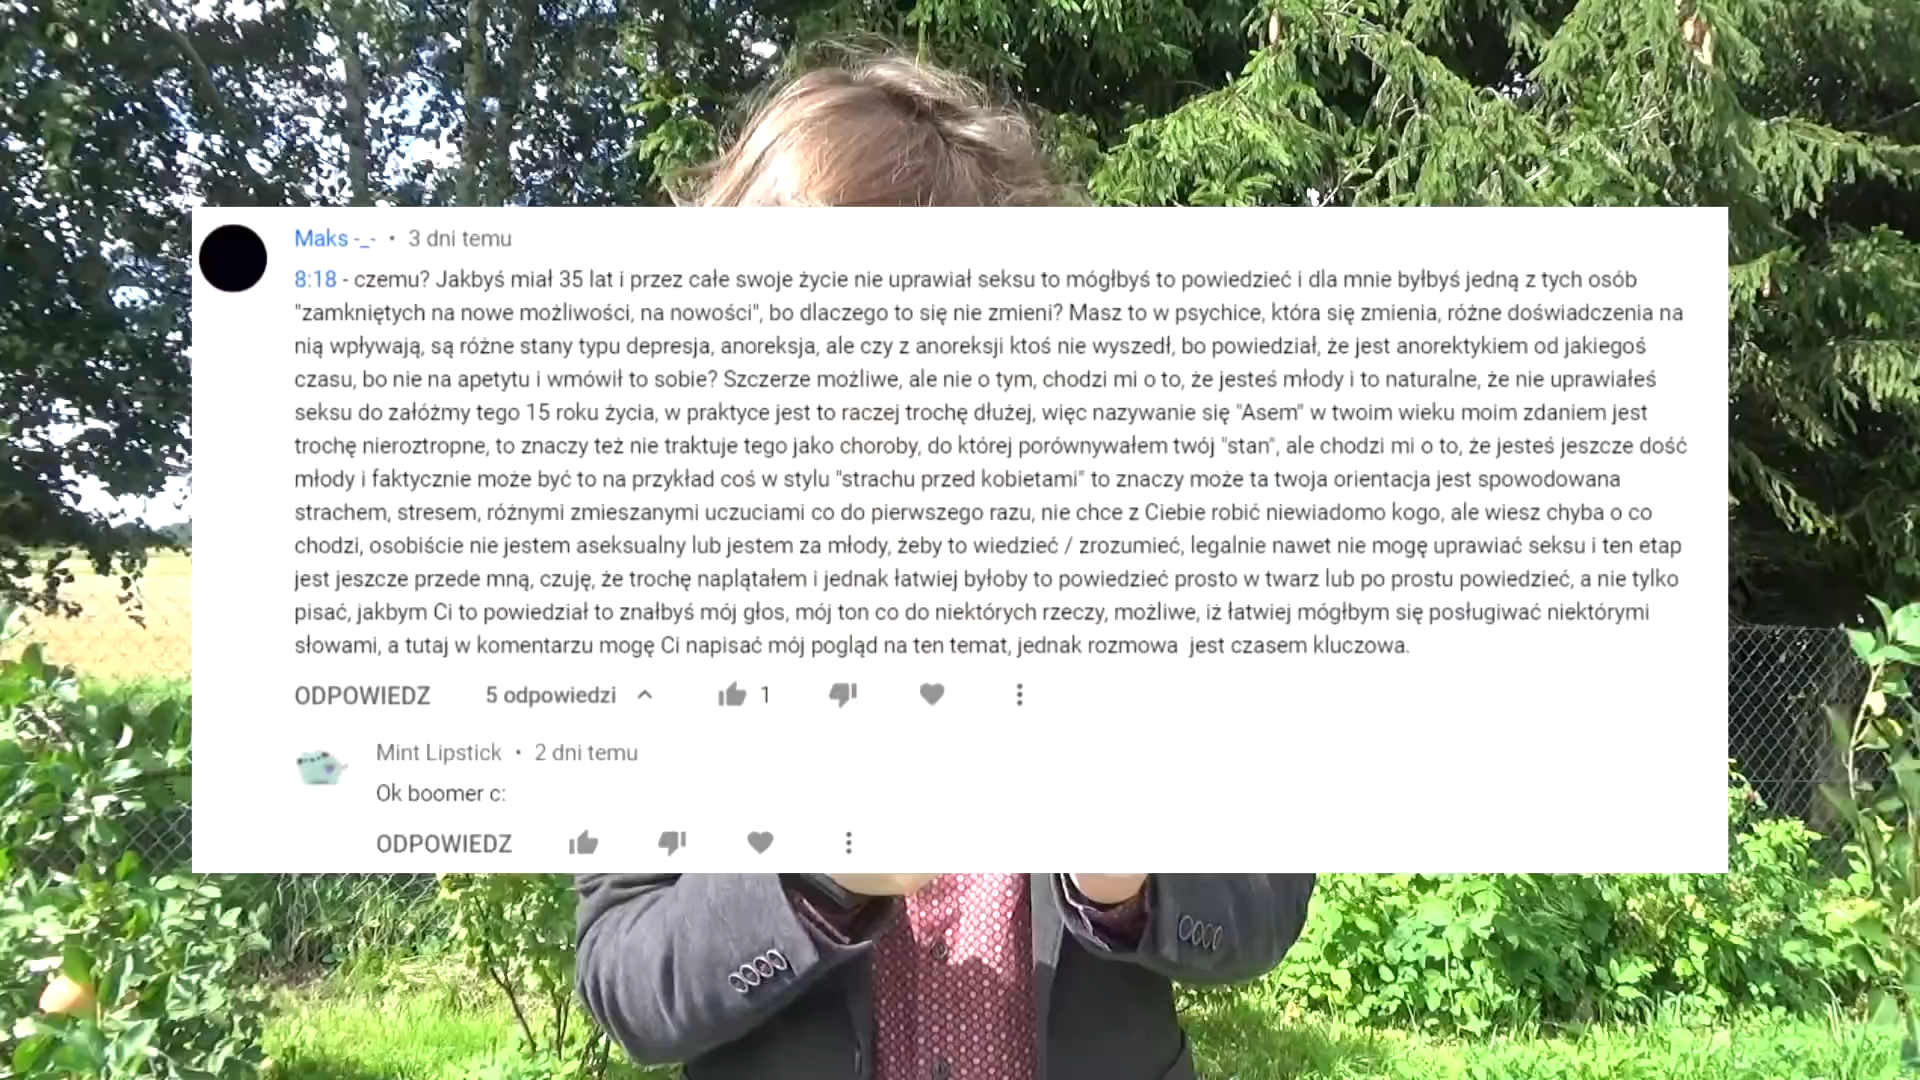 Maks -_- • 3 dni temu
8:18 - czemu? Jakbyś miał 35 lat i przez całe swoje życie nie uprawiał seksu to mógłbyś to powiedzieć i dla mnie byłbyś jedną z tych osób
"zamkniętych na nowe możliwości, na nowości", bo dlaczego to się nie zmieni? Masz to w psychice, która się zmienia, różne doświadczenia na
nią wpływają, są różne stany typu depresja, anoreksja, ale czy z anoreksji ktoś nie wyszedł, bo powiedział, że jest anorektykiem od jakiegoś
czasu, bo nie na apetytu i wmówił to sobie? Szczerze możliwe, ale nie o tym, chodzi mi o to, że jesteś młody i to naturalne, że nie uprawiałeś
seksu do załóżmy tego 15 roku życia, w praktyce jest to raczej trochę dłużej, więc nazywanie się "Asem" w twoim wieku moim zdaniem jest
trochę nieroztropne, to znaczy też nie traktuje tego jako choroby, do której porównywałem twój "stan", ale chodzi mi o to, że jesteś jeszcze dość
młody i faktycznie może być to na przykład coś w stylu "strachu przed kobietami" to znaczy może ta twoja orientacja jest spowodowana
strachem, stresem, różnymi zmieszanymi uczuciami co do pierwszego razu, nie chce z Ciebie robić niewiadomo kogo, ale wiesz chyba o co
chodzi, osobiście nie jestem aseksualny lub jestem za młody, żeby to wiedzieć / zrozumieć, legalnie nawet nie mogę uprawiać seksu i ten etap
jest jeszcze przede mną, czuję, że trochę naplątałem i jednak łatwiej byłoby to powiedzieć prosto w twarz lub po prostu powiedzieć, a nie tylko
pisać, jakbym Ci to powiedział to znałbyś mój głos, mój ton co do niektórych rzeczy, możliwe, iż łatwiej mógłbym się posługiwać niektórymi
słowami, a tutaj w komentarzu mogę Ci napisać mój pogląd na ten temat, jednak rozmowa jest czasem kluczowa.
ODPOWIEDZ 5 odpowiedzi 1
Mint Lipstick • 2 dni temu
Ok boomer c:
ODPOWIEDZ